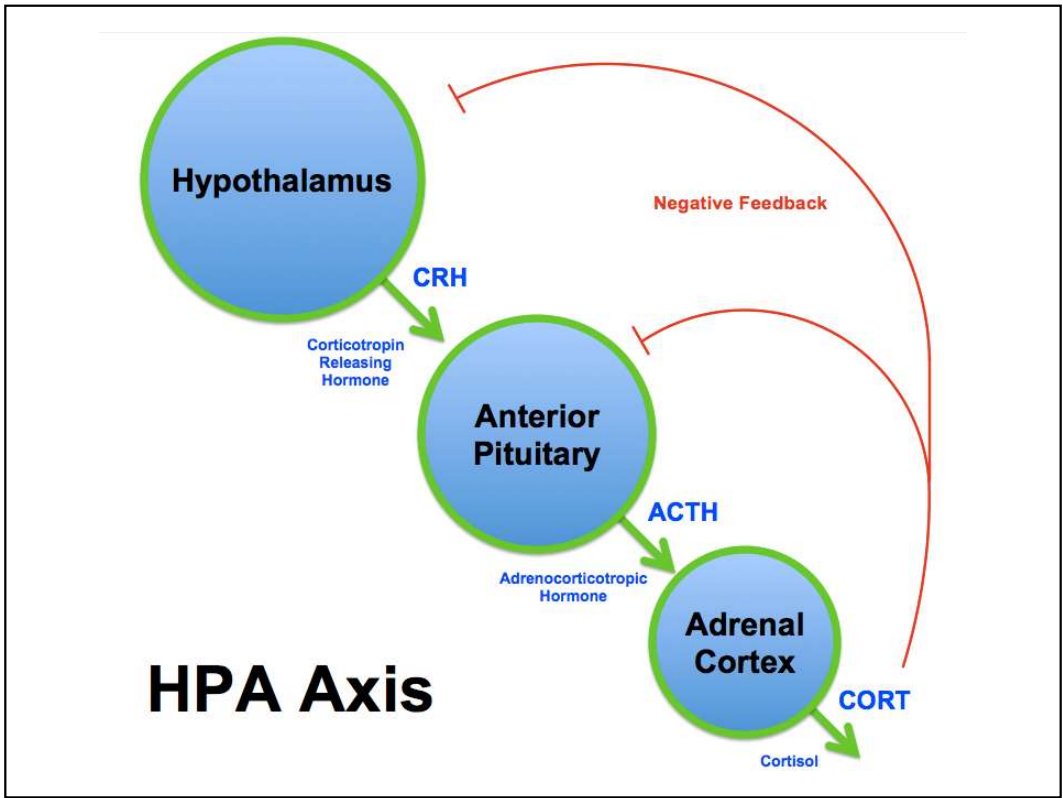 Hypothalamus
Negative Feedback
CRH
Corticotropin
Releasing
Hormone
Anterior
Pituitary
ACTH
Adrenocorticotropic
Hormone
Adrenal
Cortex
HPA Axis
CORT
Cortisol